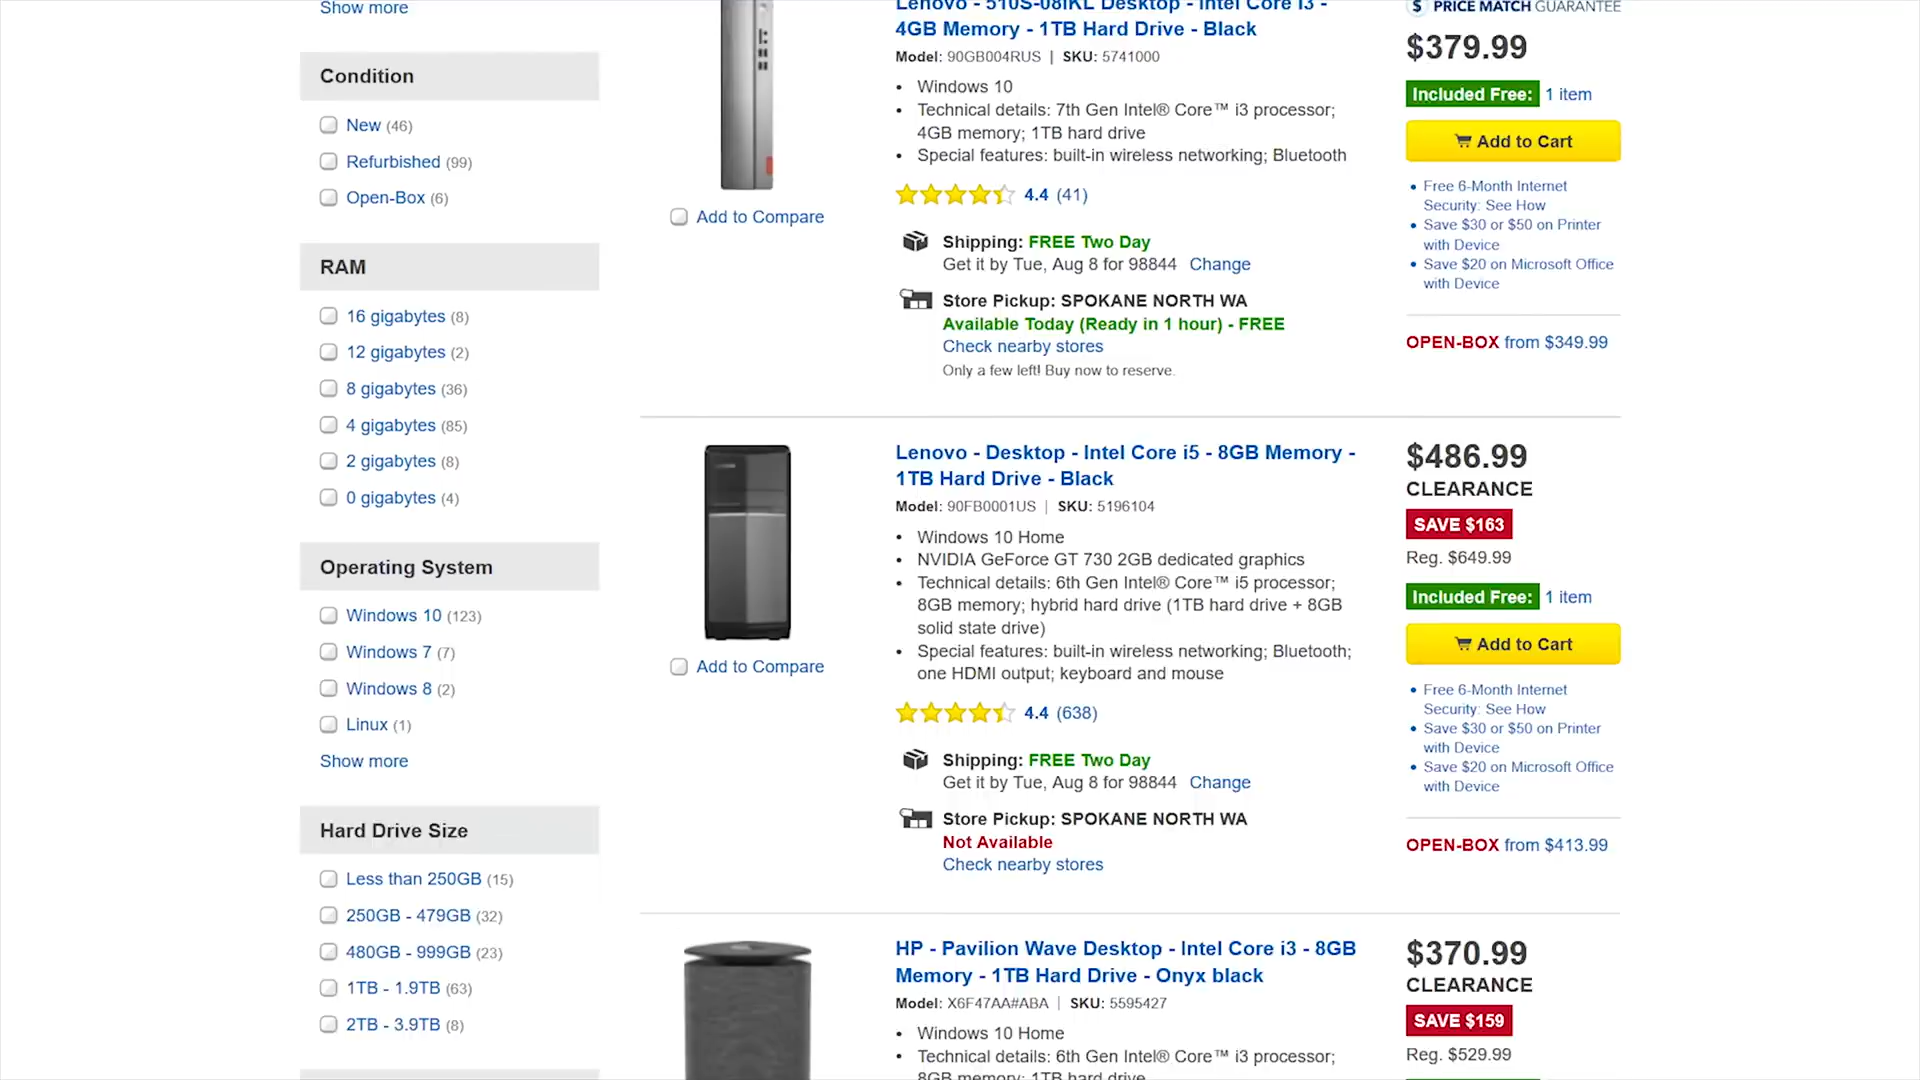 Show more
Condition
New (46)
Refurbished (99)
Open-Box (6)
RAM
16 gigabytes (8)
12 gigabytes (2)
8 gigabytes (36)
4 gigabytes (85)
2 gigabytes (8)
0 gigabytes (4)
Operating System
Windows 10 (123)
Windows 7 (7)
Windows 8 (2)
Linux (1)
Show more
Hard Drive Size
Less than 250GB (15)
250GB - 479GB (32)
480GB - 999GB (23)
1TB - 1.9TB (63)
2TB - 3.9TB (8)
Add to Compare
Lenovo - 510S-08IKL Desktop - Intel Core i3 -
4GB Memory - 1TB Hard Drive - Black
Model: 90GB004RUS | SKU: 5741000
• Windows 10
• Technical details: 7th Gen Intel® Core™ i3 processor;
4GB memory; 1TB hard drive
• Special features: built-in wireless networking; Bluetooth
4.4 (41)
Shipping: FREE Two Day
Get it by Tue, Aug 8 for 98844 Change
Store Pickup: SPOKANE NORTH WA
Available Today (Ready in 1 hour) - FREE
Check nearby stores
Only a few left! Buy now to reserve.
$ PRICE MATCH GUARANTEE
$379.99
Included Free: 1 item
Add to Cart
• Free 6-Month Internet
Security: See How
• Save $30 or $50 on Printer
with Device
• Save $20 on Microsoft Office
with Device
OPEN-BOX from $349.99
Add to Compare
Lenovo - Desktop - Intel Core i5 - 8GB Memory -
1TB Hard Drive - Black
Model: 90FB0001US | SKU: 5196104
• Windows 10 Home
• NVIDIA GeForce GT 730 2GB dedicated graphics
• Technical details: 6th Gen Intel® Core™ i5 processor;
8GB memory; hybrid hard drive (1TB hard drive + 8GB
solid state drive)
• Special features: built-in wireless networking; Bluetooth;
one HDMI output; keyboard and mouse
4.4 (638)
Shipping: FREE Two Day
Get it by Tue, Aug 8 for 98844 Change
Store Pickup: SPOKANE NORTH WA
Not Available
Check nearby stores
$486.99
CLEARANCE
SAVE $163
Reg. $649.99
Included Free: 1 item
Add to Cart
• Free 6-Month Internet
Security: See How
• Save $30 or $50 on Printer
with Device
• Save $20 on Microsoft Office
with Device
OPEN-BOX from $413.99
HP - Pavilion Wave Desktop - Intel Core i3 - 8GB
Memory - 1TB Hard Drive - Onyx black
Model: X6F47AA#ABA | SKU: 5595427
• Windows 10 Home
• Technical details: 6th Gen Intel® Core™ i3 processor;
8GB memory; 1TB hard drive
$370.99
CLEARANCE
SAVE $159
Reg. $529.99